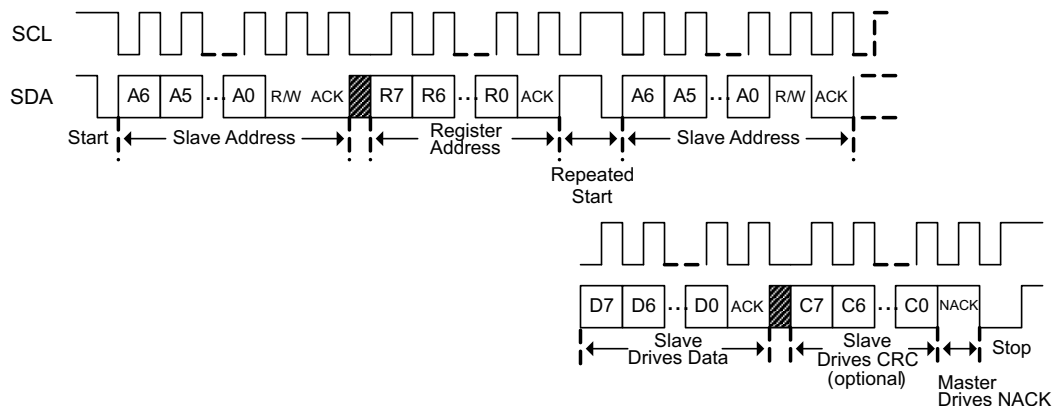 SCL
SDA
A6 A5 ... A0 R/W ACK R7 R6 ... R0 ACK A6 A5 ... A0 R/W ACK
Start
Slave Address
Register
Address
Repeated
Start
Slave Address
D7 D6 ... D0 ACK C7 C6 ... C0 NACK
Slave
Drives Data
Slave
Drives CRC
(optional)
Master
Drives NACK
Stop